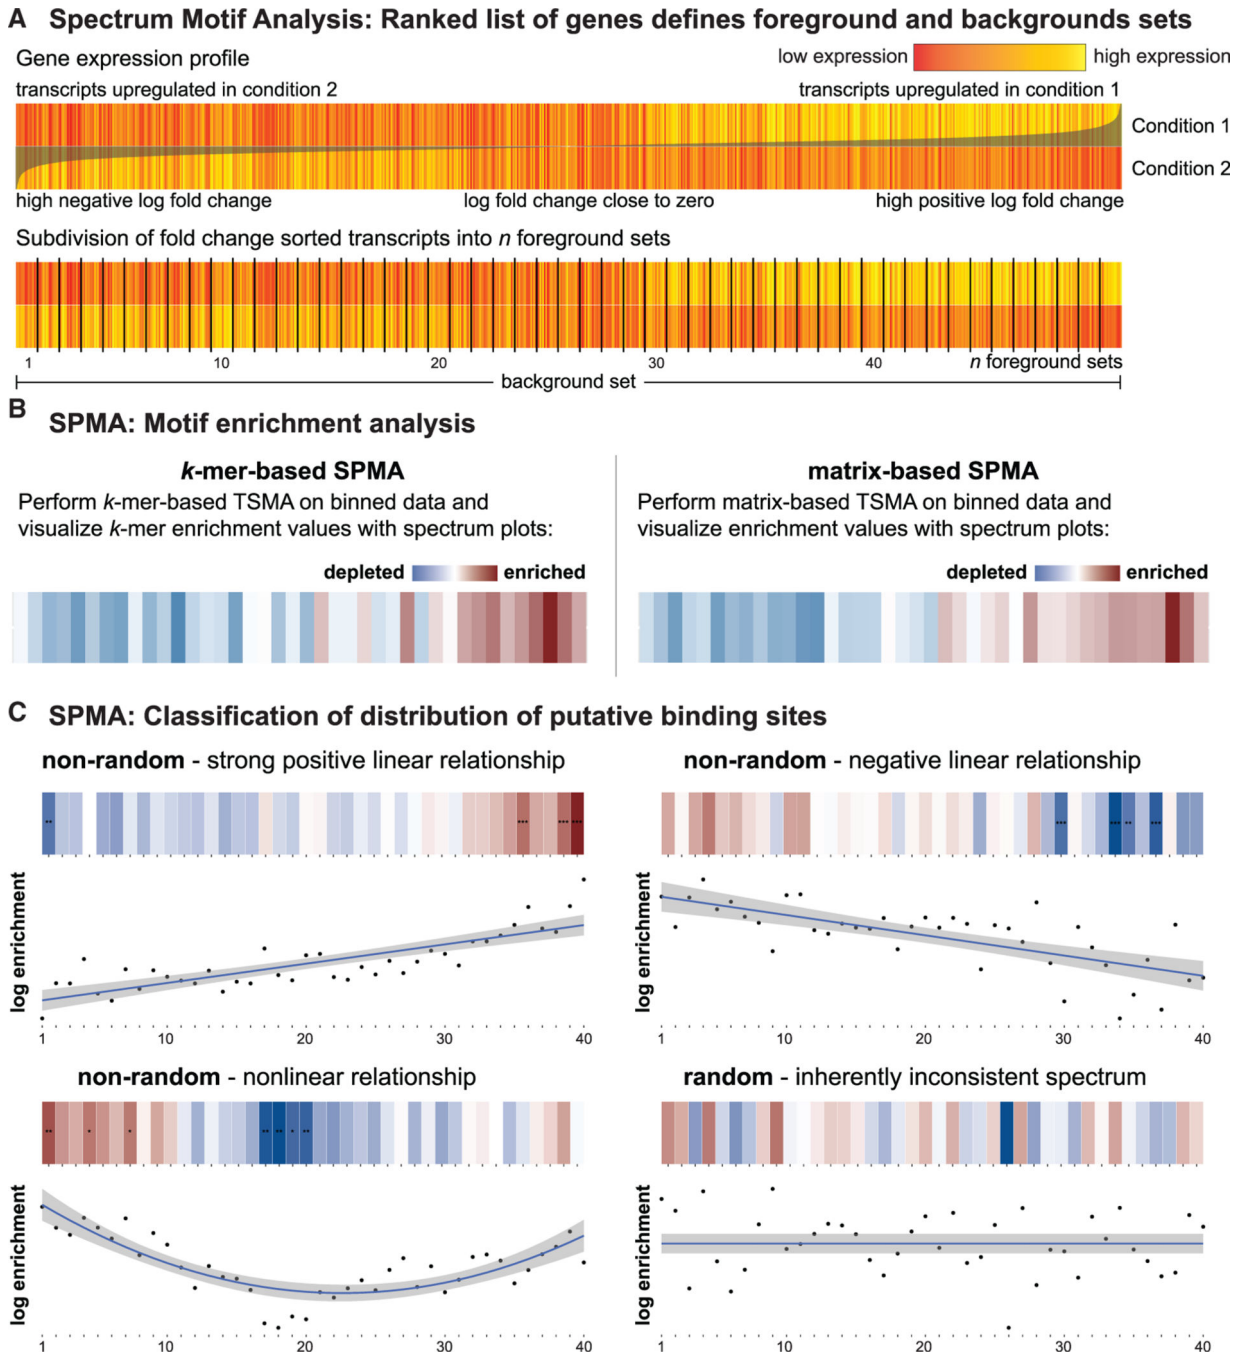 A Spectrum Motif Analysis: Ranked list of genes defines foreground and backgrounds sets
Gene expression profile
low expression high expression
transcripts upregulated in condition 2 transcripts upregulated in condition 1
Condition 1
Condition 2
high negative log fold change log fold change close to zero high positive log fold change
Subdivision of fold change sorted transcripts into n foreground sets
1 10 20 30 40 n foreground sets
background set
B SPMA: Motif enrichment analysis
k-mer-based SPMA
Perform k-mer-based TSMA on binned data and
visualize k-mer enrichment values with spectrum plots:
depleted enriched
matrix-based SPMA
Perform matrix-based TSMA on binned data and
visualize enrichment values with spectrum plots:
depleted enriched
C SPMA: Classification of distribution of putative binding sites
non-random - strong positive linear relationship
** *** *** ***
log enrichment
1 10 20 30 40
non-random - negative linear relationship
*** *** ** ***
log enrichment
1 10 20 30 40
non-random - nonlinear relationship
** * * ** ** * **
log enrichment
1 10 20 30 40
random - inherently inconsistent spectrum
log enrichment
1 10 20 30 40